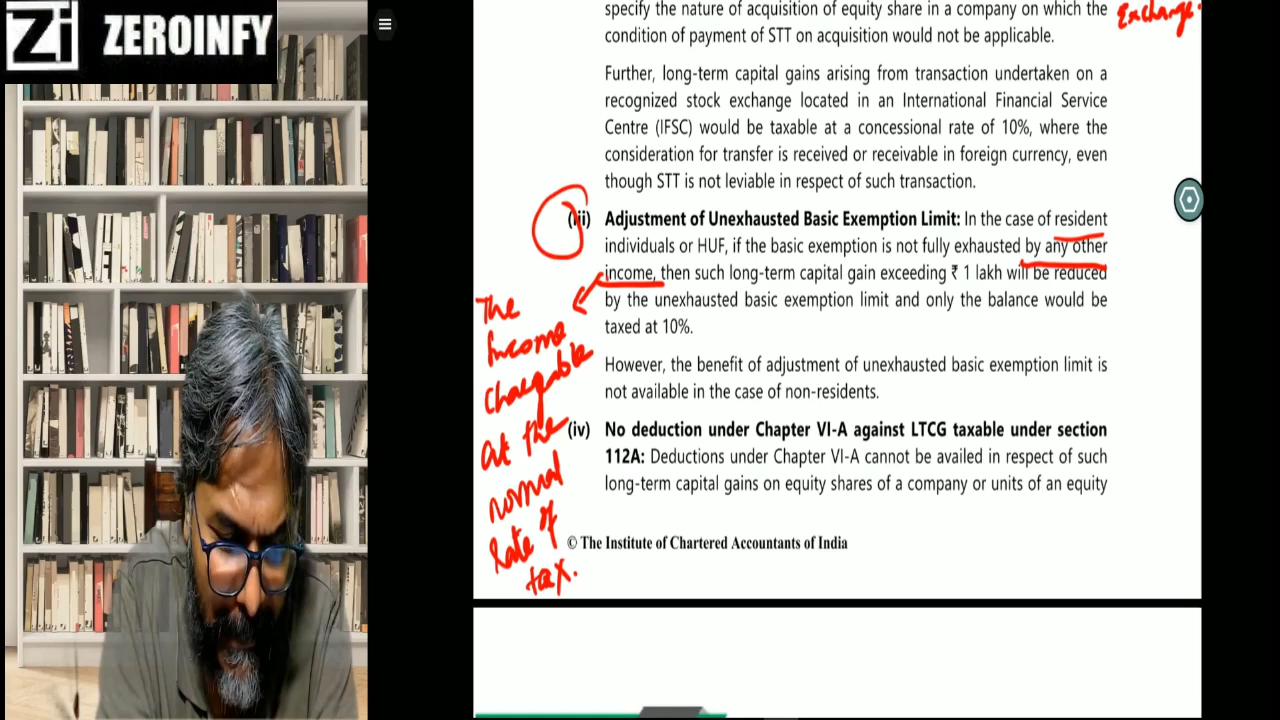 Zi ZEROINFY
specify the nature of acquisition of equity share in a company on which the
condition of payment of STT on acquisition would not be applicable.
Exchange.
Further, long-term capital gains arising from transaction undertaken on a
recognized stock exchange located in an International Financial Service
Centre (IFSC) would be taxable at a concessional rate of 10%, where the
consideration for transfer is received or receivable in foreign currency, even
though STT is not leviable in respect of such transaction.
(iii) Adjustment of Unexhausted Basic Exemption Limit: In the case of resident
individuals or HUF, if the basic exemption is not fully exhausted by any other
income, then such long-term capital gain exceeding ₹ 1 lakh will be reduced
by the unexhausted basic exemption limit and only the balance would be
taxed at 10%.
However, the benefit of adjustment of unexhausted basic exemption limit is
not available in the case of non-residents.
The
Income
chargeable
at the
normal
Rate of
tax.
(iv) No deduction under Chapter VI-A against LTCG taxable under section
112A: Deductions under Chapter VI-A cannot be availed in respect of such
long-term capital gains on equity shares of a company or units of an equity
© The Institute of Chartered Accountants of India